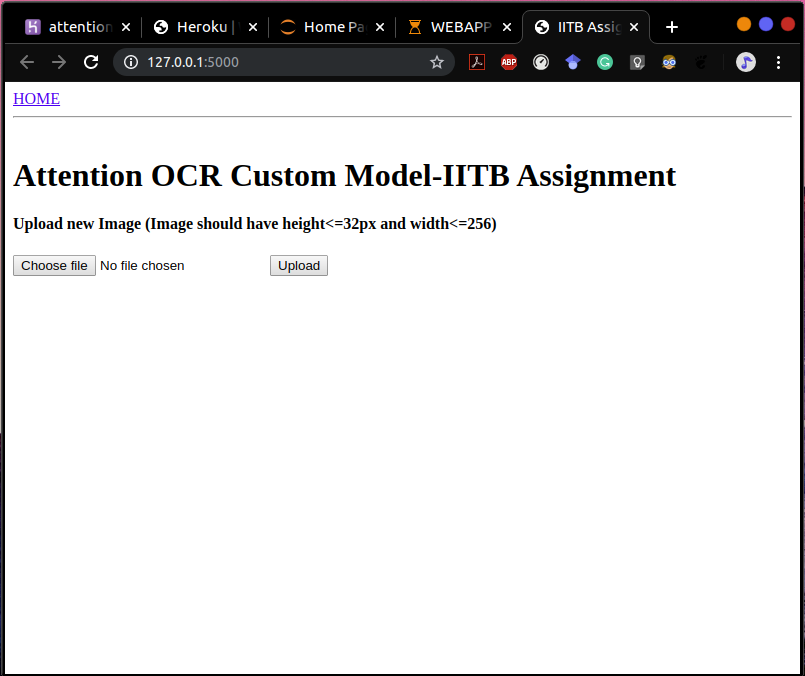 attention
Heroku |
Home Pa
WEBAPP
IITB Assig
127.0.0.1:5000
ABP
HOME
Attention OCR Custom Model-IITB Assignment
Upload new Image (Image should have height<=32px and width<=256)
Choose file No file chosen Upload